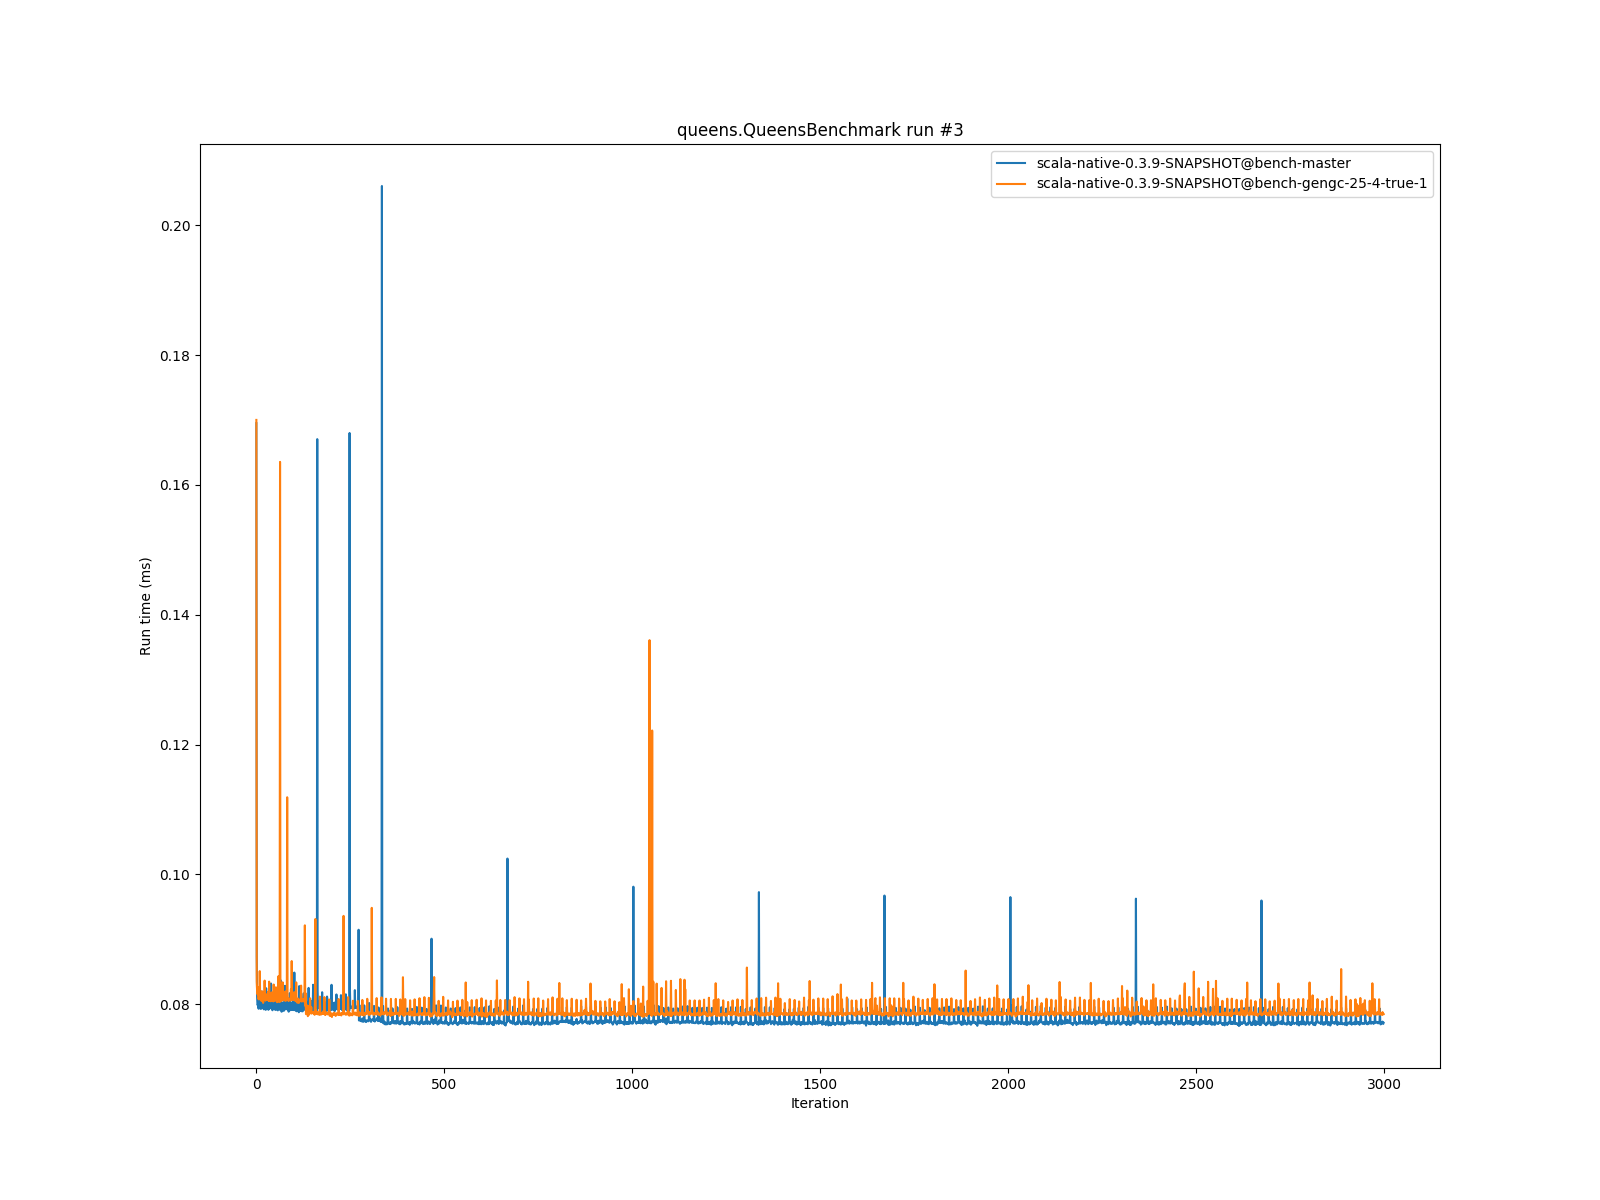 queens.QueensBenchmark run #3
scala-native-0.3.9-SNAPSHOT@bench-master
scala-native-0.3.9-SNAPSHOT@bench-gengc-25-4-true-1
Run time (ms)
0.20
0.18
0.16
0.14
0.12
0.10
0.08
0
500
1000
1500
2000
2500
3000
Iteration